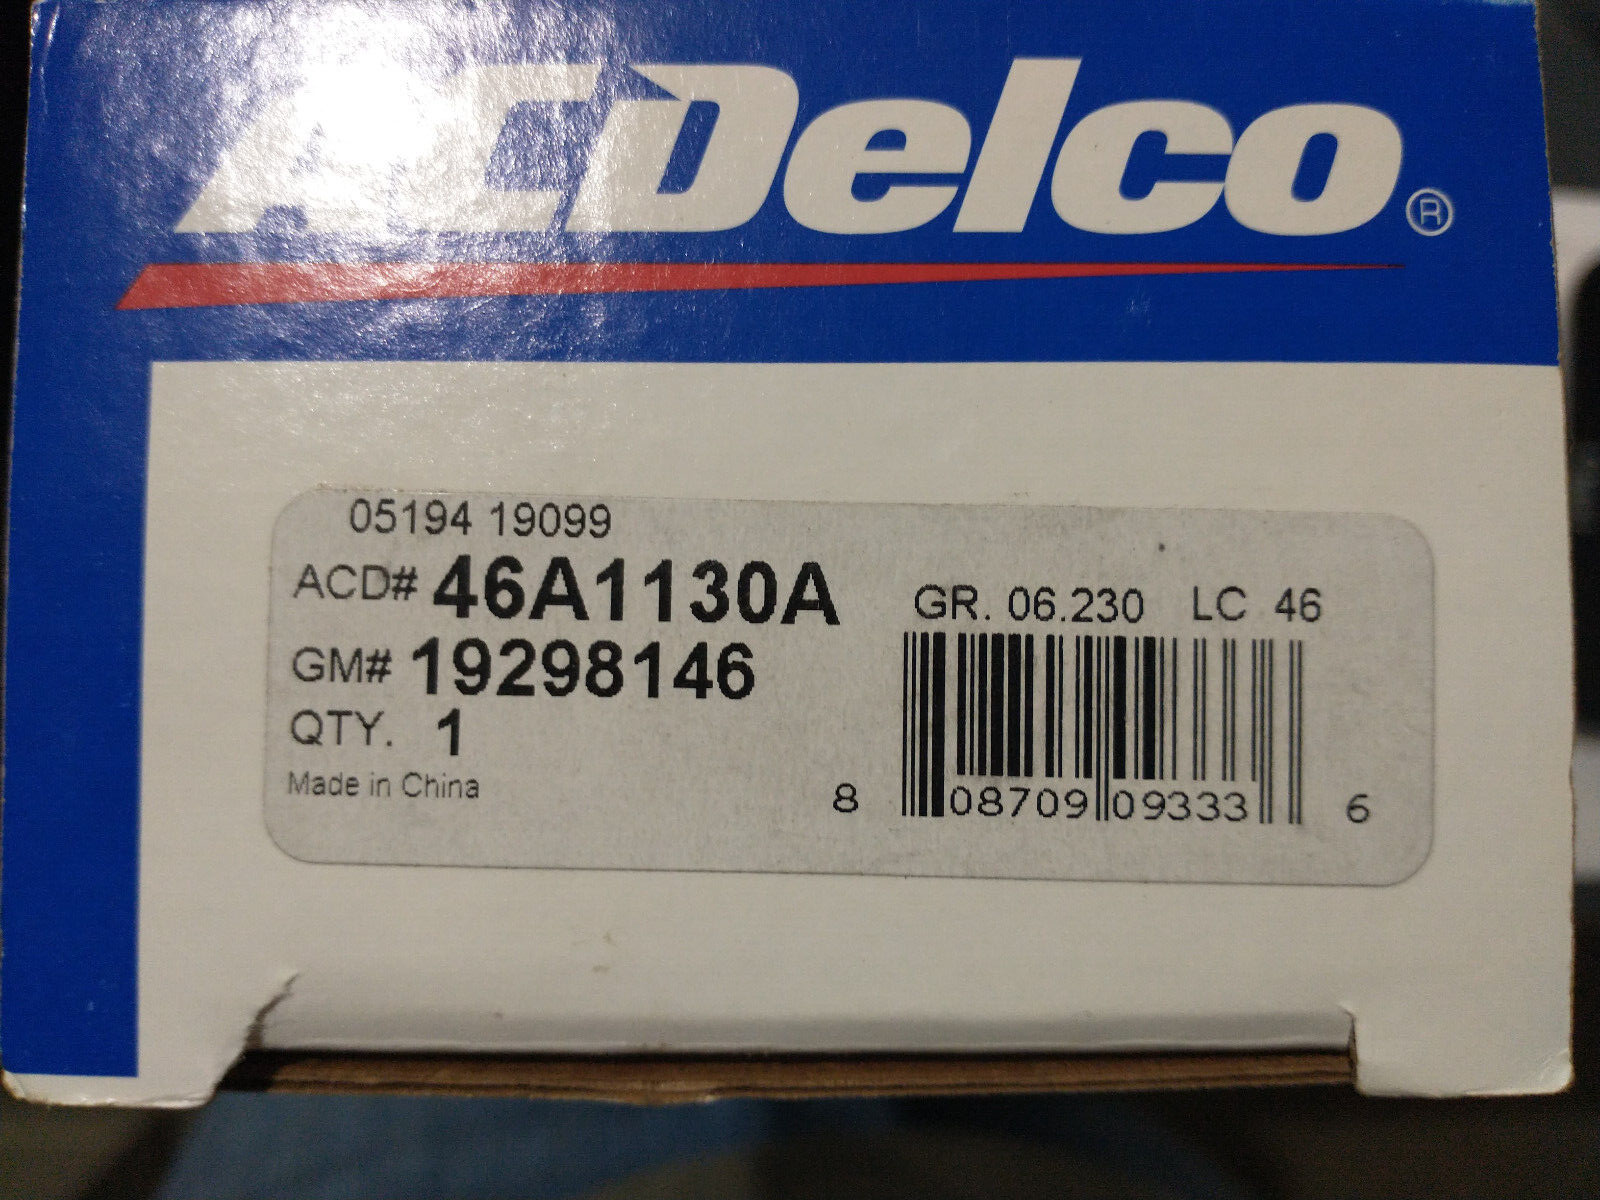 ACDelco®
05194 19099
ACD# 46A1130A
GM# 19298146
QTY. 1
Made in China
GR. 06.230 LC 46
8 08709 09333 6